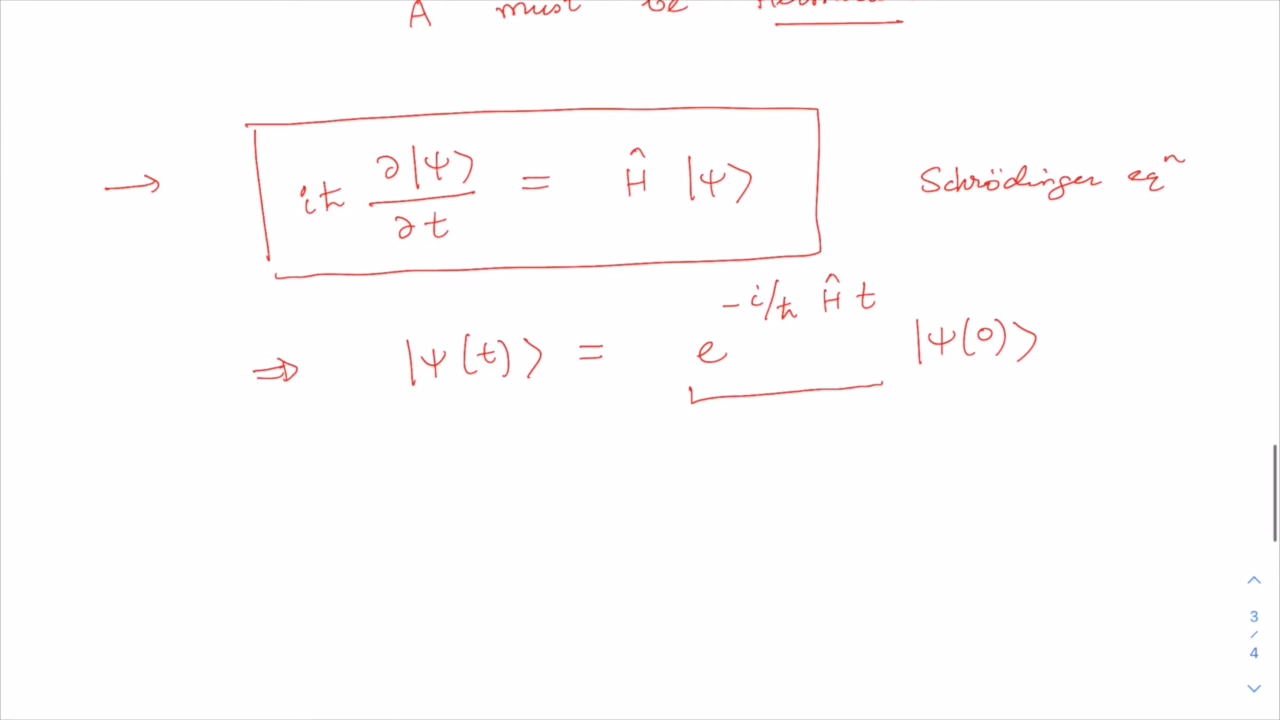 A must be
→ iħ ∂|ψ⟩/∂t = Ĥ |ψ⟩ Schrödinger eqⁿ
⇒ |ψ(t)⟩ = e^{-i/ħ Ĥ t} |ψ(0)⟩
3
/
4